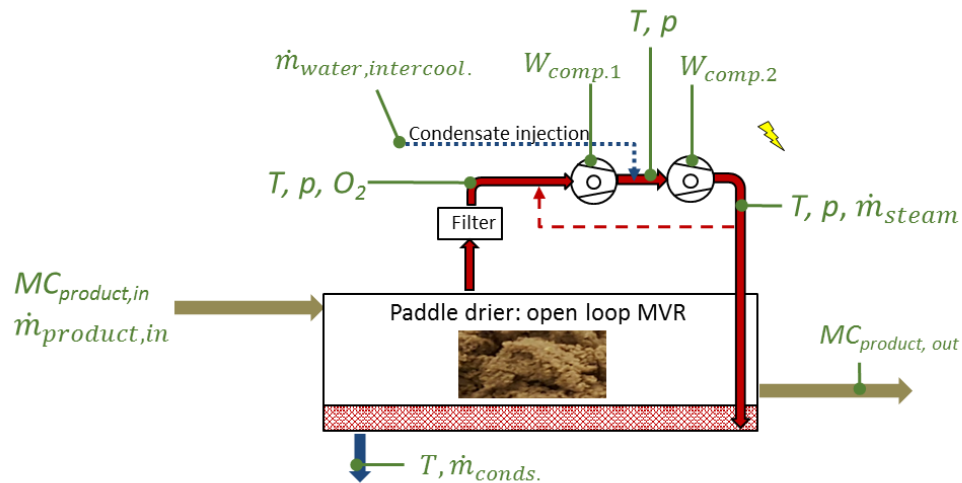 T, p
ṁwater,intercool.
Wcomp.1
Wcomp.2
Condensate injection
T, p, O2
T, p, ṁsteam
Filter
MCproduct,in
ṁproduct,in
Paddle drier: open loop MVR
MCproduct, out
T, ṁconds.